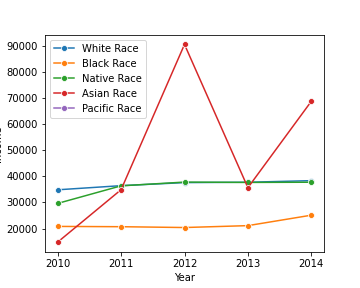 White Race
Black Race
Native Race
Asian Race
Pacific Race
90000
80000
70000
60000
50000
40000
30000
20000
2010
2011
2012
2013
2014
Year